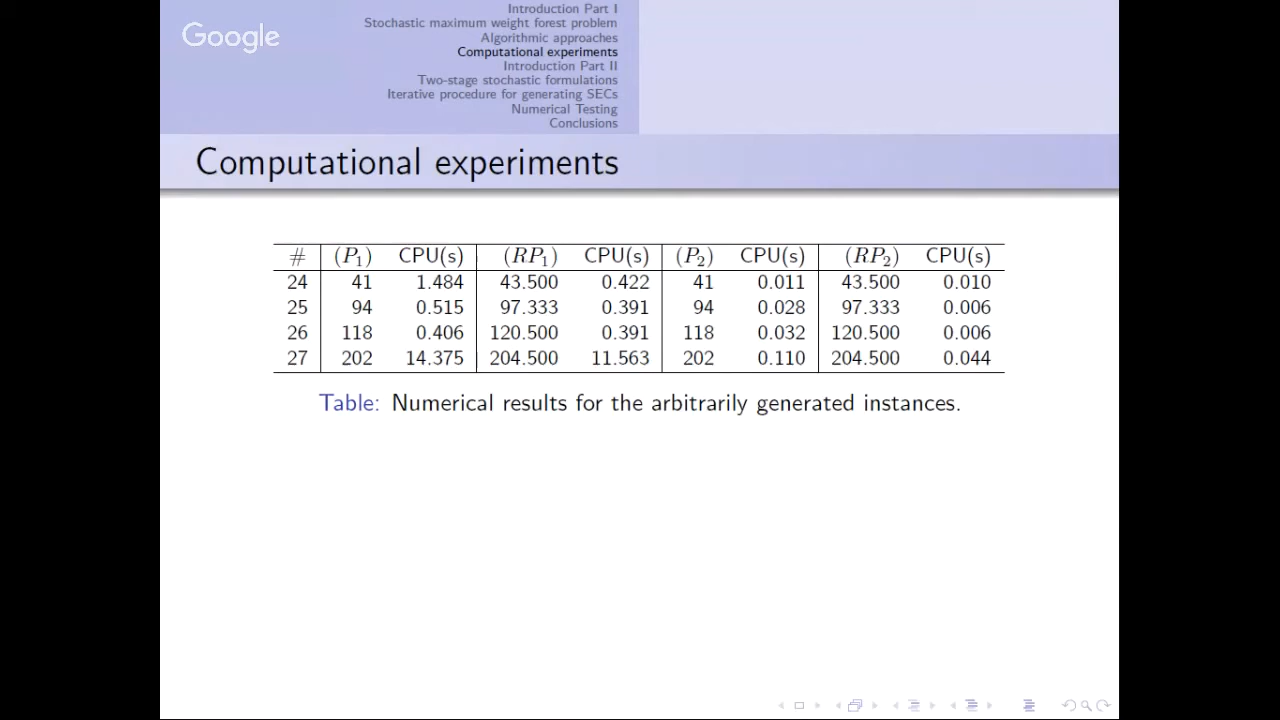 Google
Introduction Part I
Stochastic maximum weight forest problem
Algorithmic approaches
Computational experiments
Introduction Part II
Two-stage stochastic formulations
Iterative procedure for generating SECs
Numerical Testing
Conclusions
Computational experiments
# (P1) CPU(s) (RP1) CPU(s) (P2) CPU(s) (RP2) CPU(s)
24 41 1.484 43.500 0.422 41 0.011 43.500 0.010
25 94 0.515 97.333 0.391 94 0.028 97.333 0.006
26 118 0.406 120.500 0.391 118 0.032 120.500 0.006
27 202 14.375 204.500 11.563 202 0.110 204.500 0.044
Table: Numerical results for the arbitrarily generated instances.